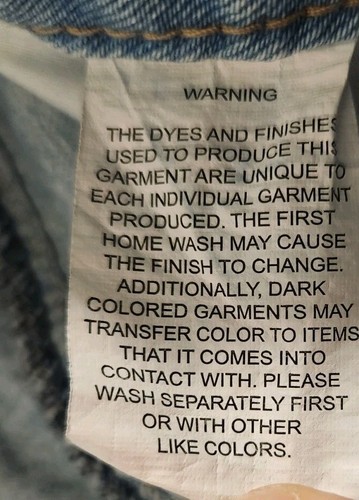 WARNING
THE DYES AND FINISHES
USED TO PRODUCE THIS
GARMENT ARE UNIQUE TO
EACH INDIVIDUAL GARMENT
PRODUCED. THE FIRST
HOME WASH MAY CAUSE
THE FINISH TO CHANGE.
ADDITIONALLY, DARK
COLORED GARMENTS MAY
TRANSFER COLOR TO ITEMS
THAT IT COMES INTO
CONTACT WITH. PLEASE
WASH SEPARATELY FIRST
OR WITH OTHER
LIKE COLORS.